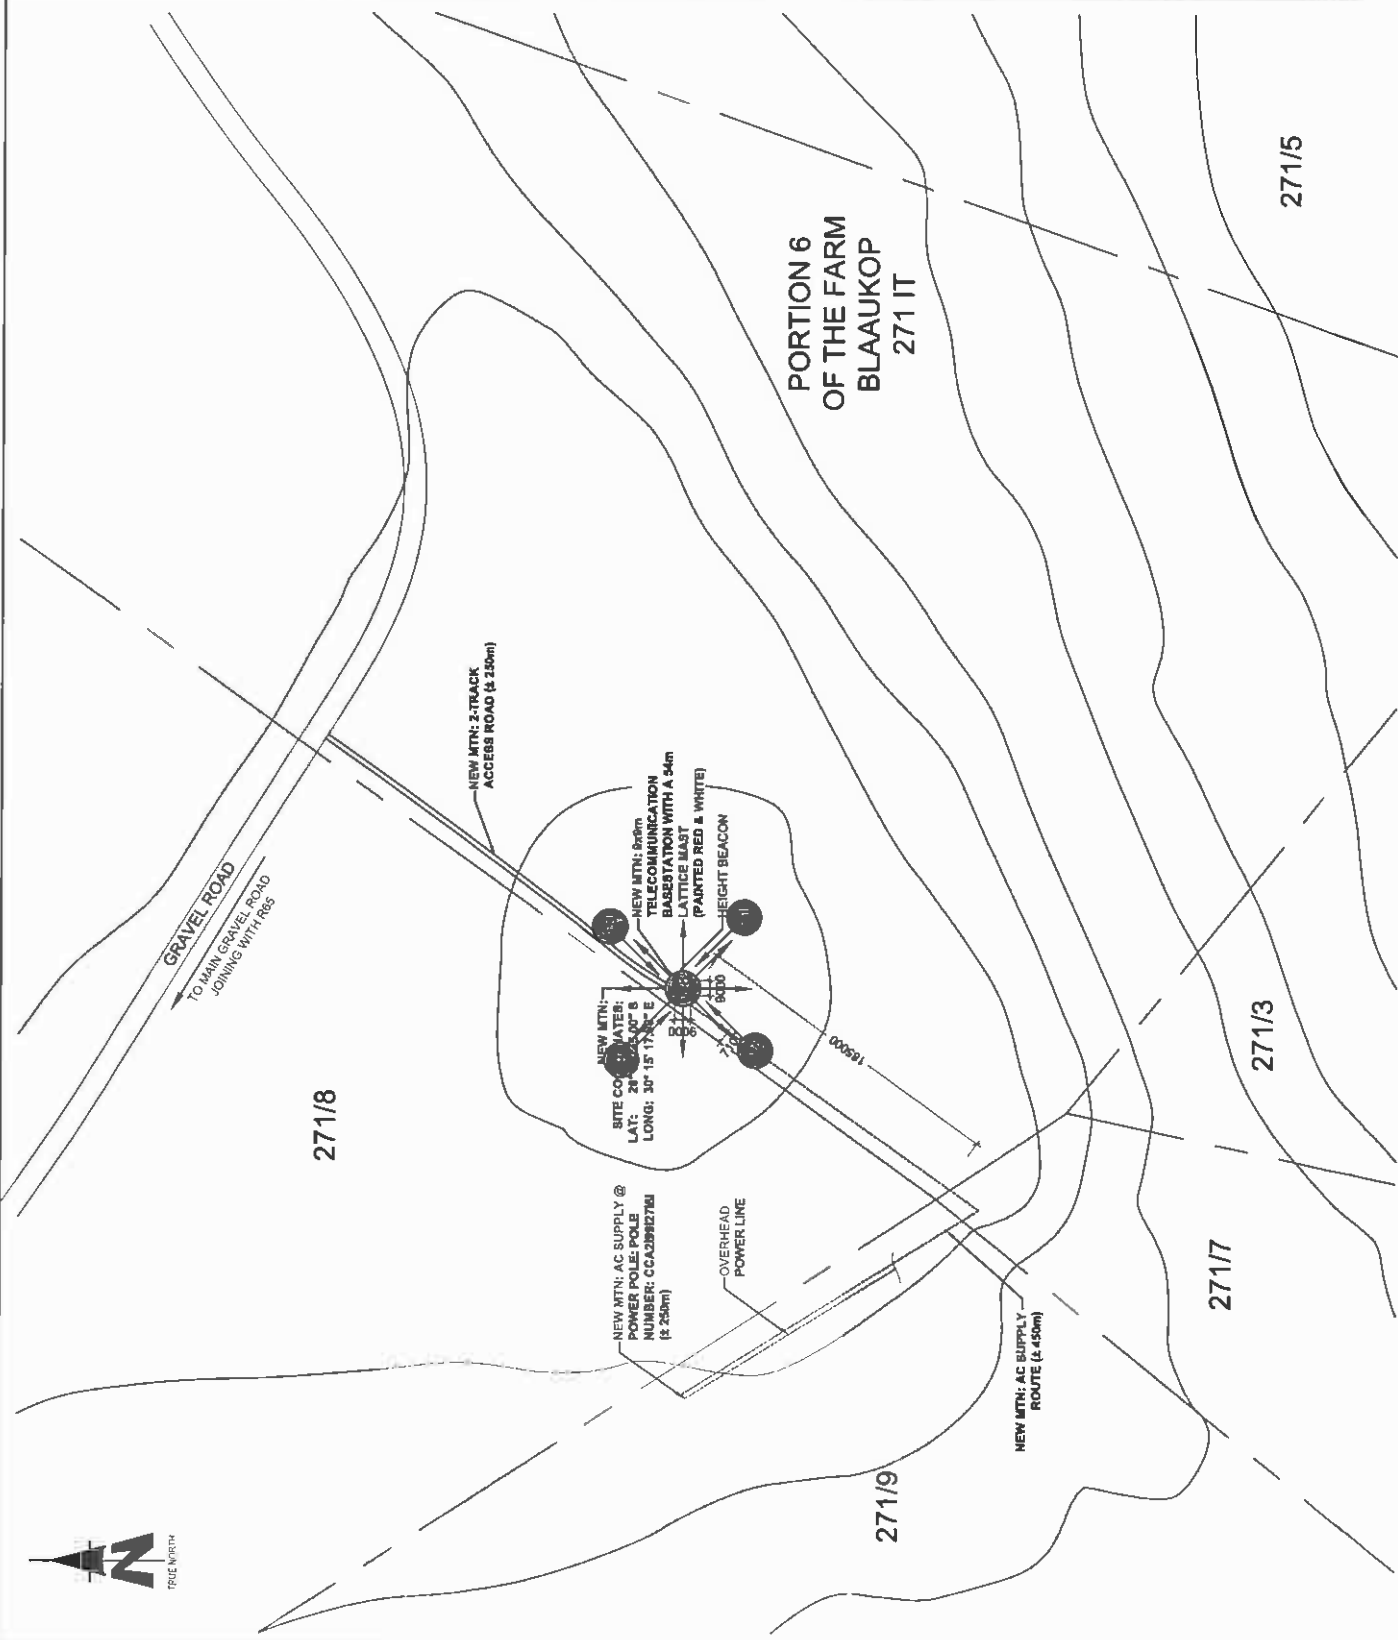 N
TRUE NORTH
GRAVEL ROAD
TO MAIN GRAVEL ROAD
JOINING WITH R65
NEW MTN: 2-TRACK
ACCESS ROAD (± 250m)
271/8
NEW MTN:
SITE
LAT:
LONG: 30° 15'
NEW MTN: 9x9m
TELECOMMUNICATION
BASESTATION WITH A 54m
LATTICE MAST
(PAINTED RED & WHITE)
HEIGHT BEACON
9000
9000
185000
NEW MTN: AC SUPPLY @
POWER POLE: POLE
NUMBER:
(± 250m)
OVERHEAD
POWER LINE
NEW MTN: AC SUPPLY
ROUTE (± 450m)
PORTION 6
OF THE FARM
BLAAUKOP
271 IT
271/5
271/3
271/7
271/9